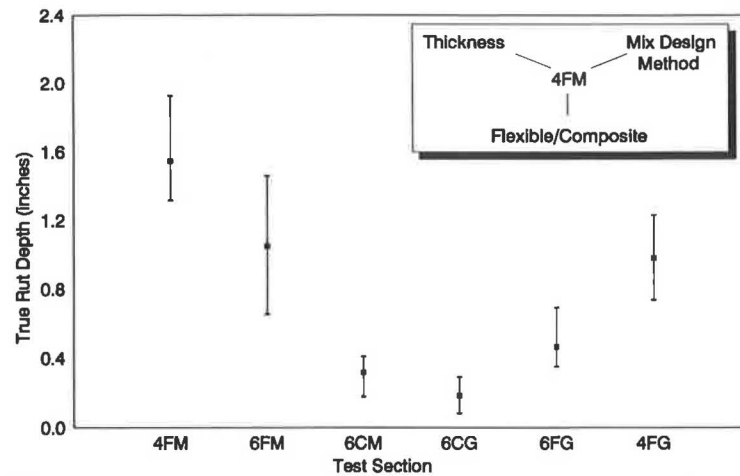 2.4
2.0
1.6
1.2
0.8
0.4
0.0
True Rut Depth (inches)
Thickness
Mix Design
Method
4FM
Flexible/Composite
4FM 6FM 6CM 6CG 6FG 4FG
Test Section